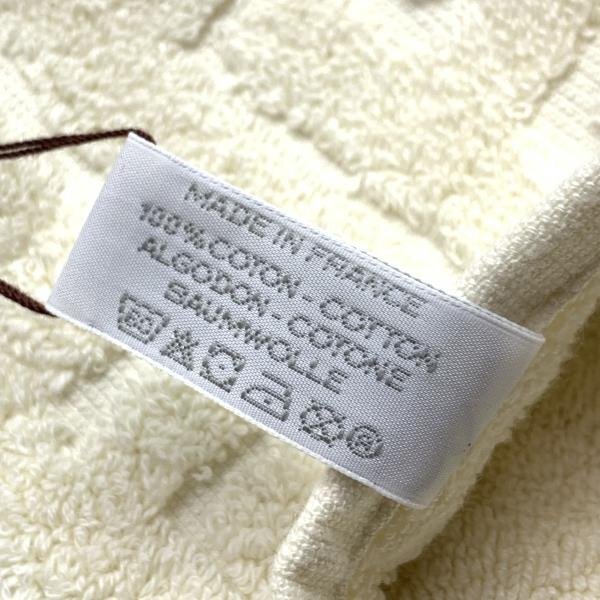 MADE IN FRANCE
100% COTON - COTTON
ALGODON - COTONE
BAUMWOLLE